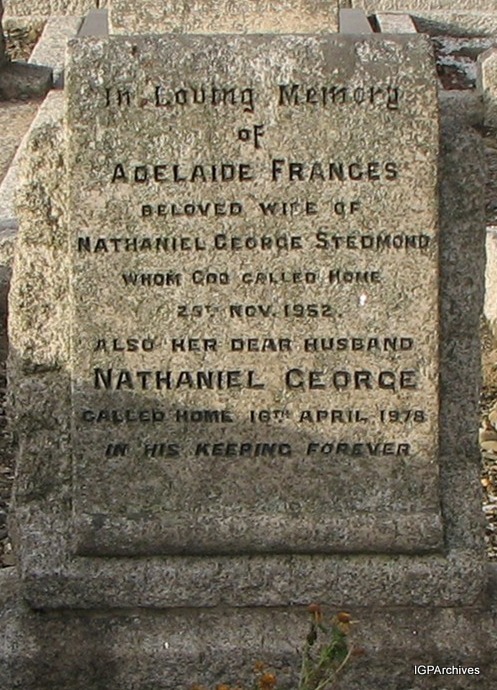 In Loving Memory
of
ADELAIDE FRANCES
BELOVED WIFE OF
NATHANIEL GEORGE STEDMOND
WHOM GOD CALLED HOME
25TH NOV. 1952.
ALSO HER DEAR HUSBAND
NATHANIEL GEORGE
CALLED HOME 16TH APRIL 1978
IN HIS KEEPING FOREVER
IGPArchives